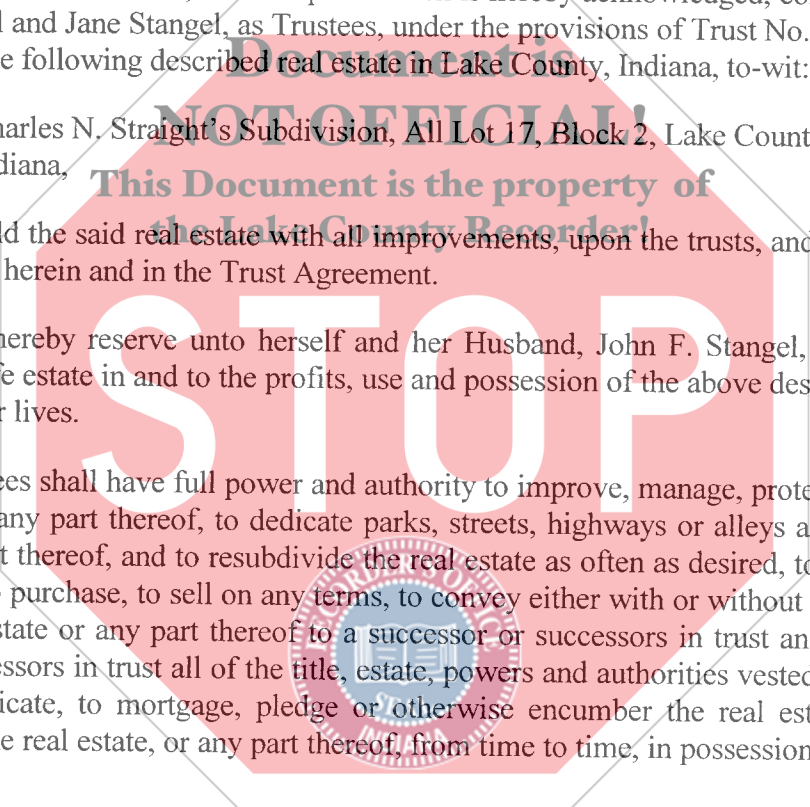 l and Jane Stangel, as Trustees, under the provisions of Trust No.
e following described real estate in Lake County, Indiana, to-wit:
harles N. Straight's Subdivision, All Lot 17, Block 2, Lake Count
diana,
ld the said real estate with all improvements, upon the trusts, and
herein and in the Trust Agreement.
hereby reserve unto herself and her Husband, John F. Stangel,
fe estate in and to the profits, use and possession of the above des
r lives.
ees shall have full power and authority to improve, manage, prote
any part thereof, to dedicate parks, streets, highways or alleys a
t thereof, and to resubdivide the real estate as often as desired, to
purchase, to sell on any terms, to convey either with or without
state or any part thereof to a successor or successors in trust an
essors in trust all of the title, estate, powers and authorities vested
icate, to mortgage, pledge or otherwise encumber the real est
e real estate, or any part thereof, from time to time, in possession
Document is
NOT OFFICIAL!
This Document is the property of
the Lake County Recorder!
STOP
RECORDER'S OFFICE
SEAL
INDIANA